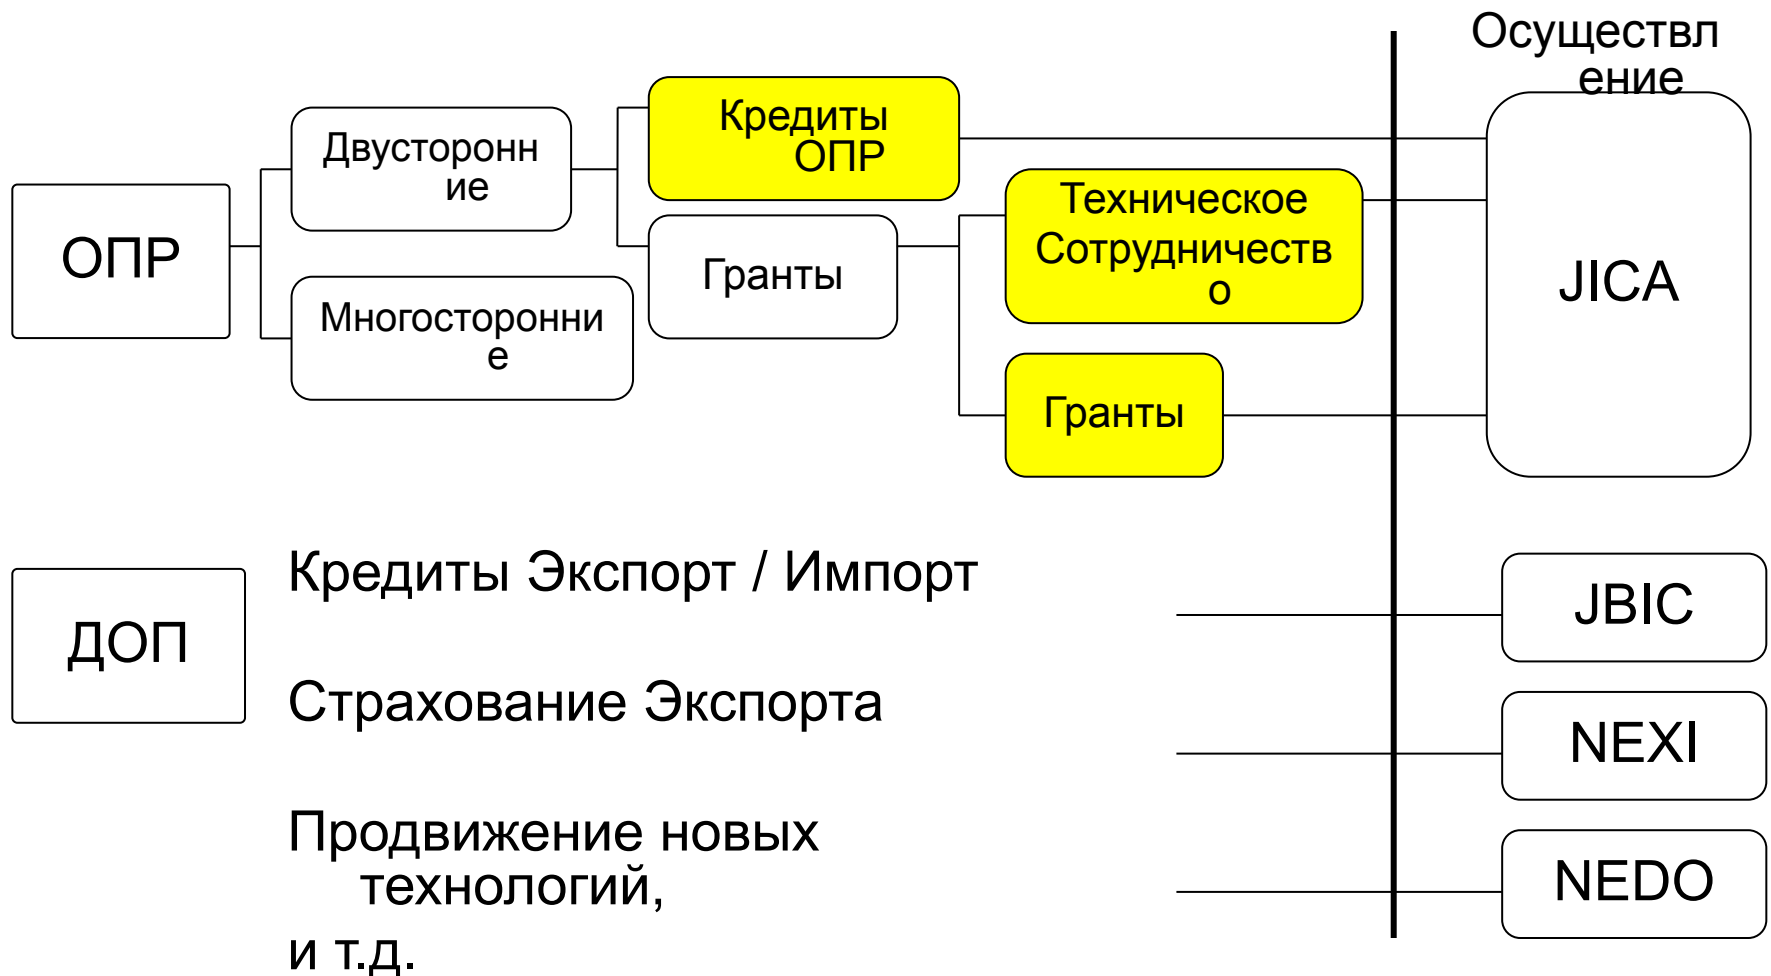 Осуществл
ение
Кредиты
ОПР
Двусторонн
ие
Техническое
Сотрудничеств
о
ОПР
Гранты
JICA
Многосторонни
е
Гранты
Кредиты Экспорт / Импорт
JBIC
ДОП
Страхование Экспорта
NEXI
Продвижение новых
технологий,
NEDO
и т.д.